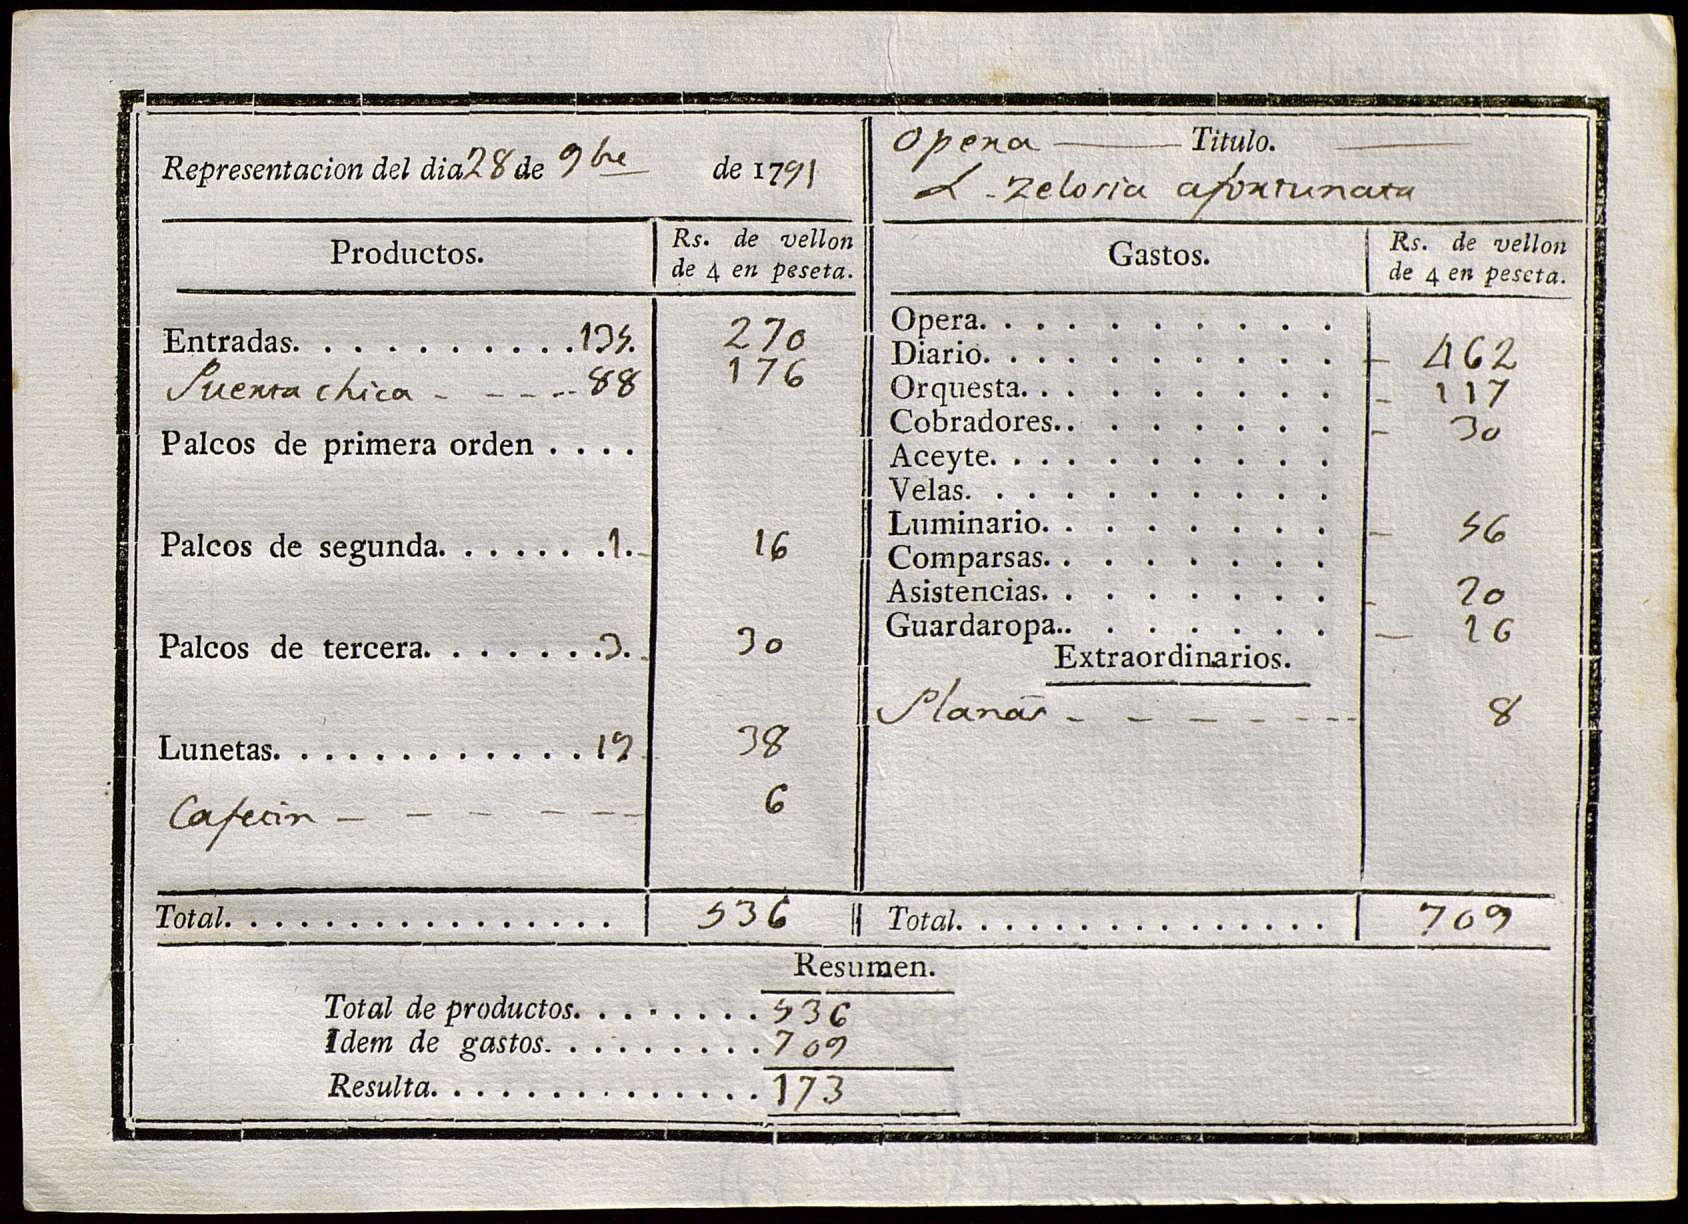 Representacion del dia 28 de 9bre de 1791
Opera Titulo.
L. Zelosia afortunata
Productos. Rs. de vellon de 4 en peseta.
Entradas. 135. 270
Puerta chica 88 176
Palcos de primera orden
Palcos de segunda. 1. 16
Palcos de tercera. 3. 30
Lunetas. 19 38
Cafecin 6
Total. 536
Gastos. Rs. de vellon de 4 en peseta.
Opera.
Diario. 462
Orquesta. 117
Cobradores.. 30
Aceyte.
Velas.
Luminario. 56
Comparsas.
Asistencias. 20
Guardaropa.. 16
Extraordinarios.
Planas 8
Total. 709
Resumen.
Total de productos. 536
Idem de gastos. 709
Resulta. 173